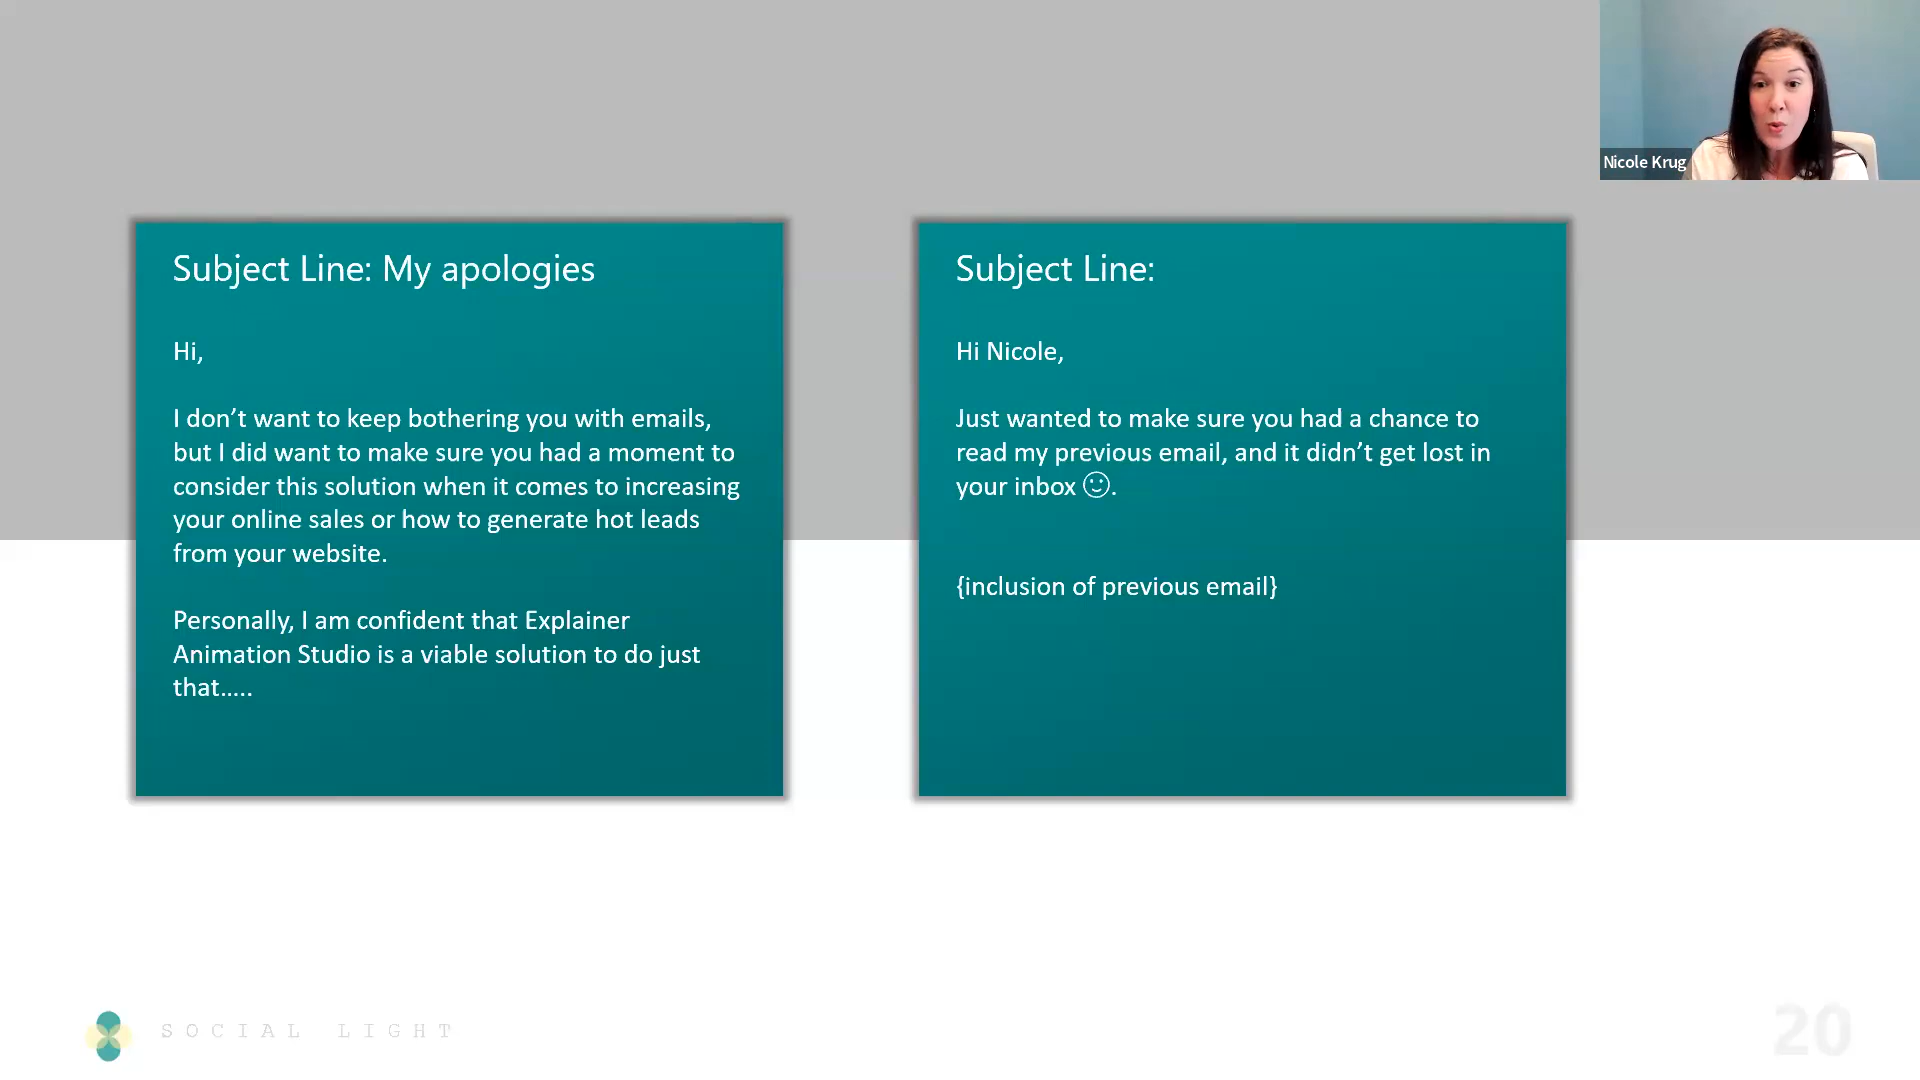 Nicole Krug
Subject Line: My apologies
Hi,
I don’t want to keep bothering you with emails,
but I did want to make sure you had a moment to
consider this solution when it comes to increasing
your online sales or how to generate hot leads
from your website.
Personally, I am confident that Explainer
Animation Studio is a viable solution to do just
that…..
Subject Line:
Hi Nicole,
Just wanted to make sure you had a chance to
read my previous email, and it didn’t get lost in
your inbox ☺.
{inclusion of previous email}
SOCIAL LIGHT
20